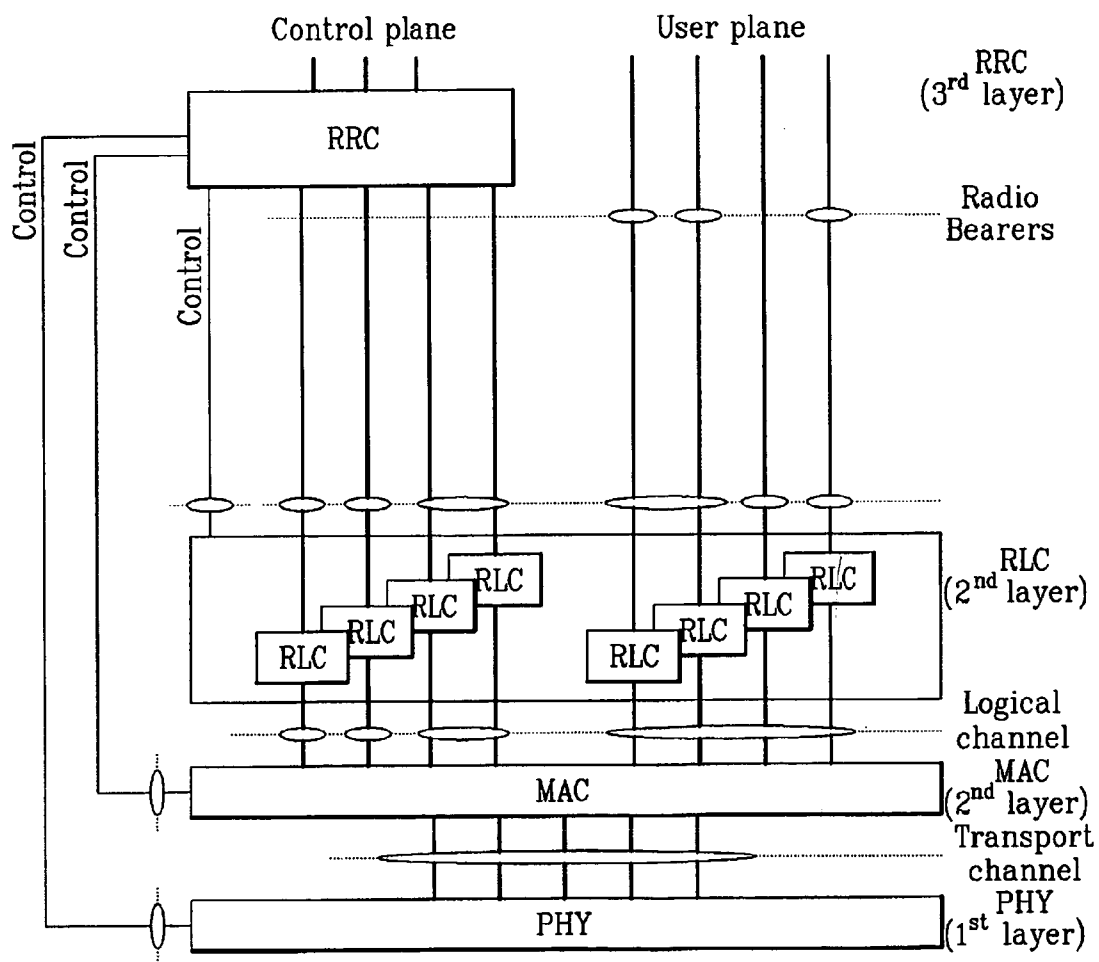 Control plane
User plane
RRC
(3rd layer)
RRC
Control
Control
Control
Radio
Bearers
RLC
RLC
RLC
RLC
RLC
RLC
RLC
RLC
RLC
(2nd layer)
Logical
channel
MAC
MAC
(2nd layer)
Transport
channel
PHY
PHY
(1st layer)